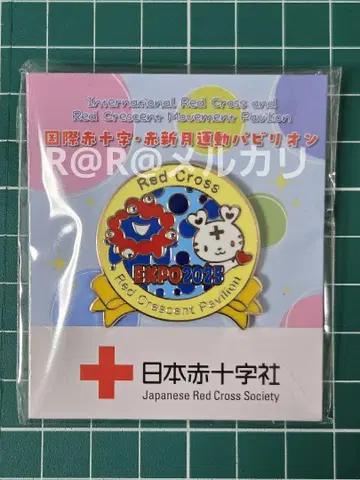 International Red Cross and
Red Crescent Movement Pavilion
国際赤十字・赤新月運動パビリオン
R@R@メルカリ
Red Cross
EXPO2025
Red Crescent Pavilion
日本赤十字社
Japanese Red Cross Society